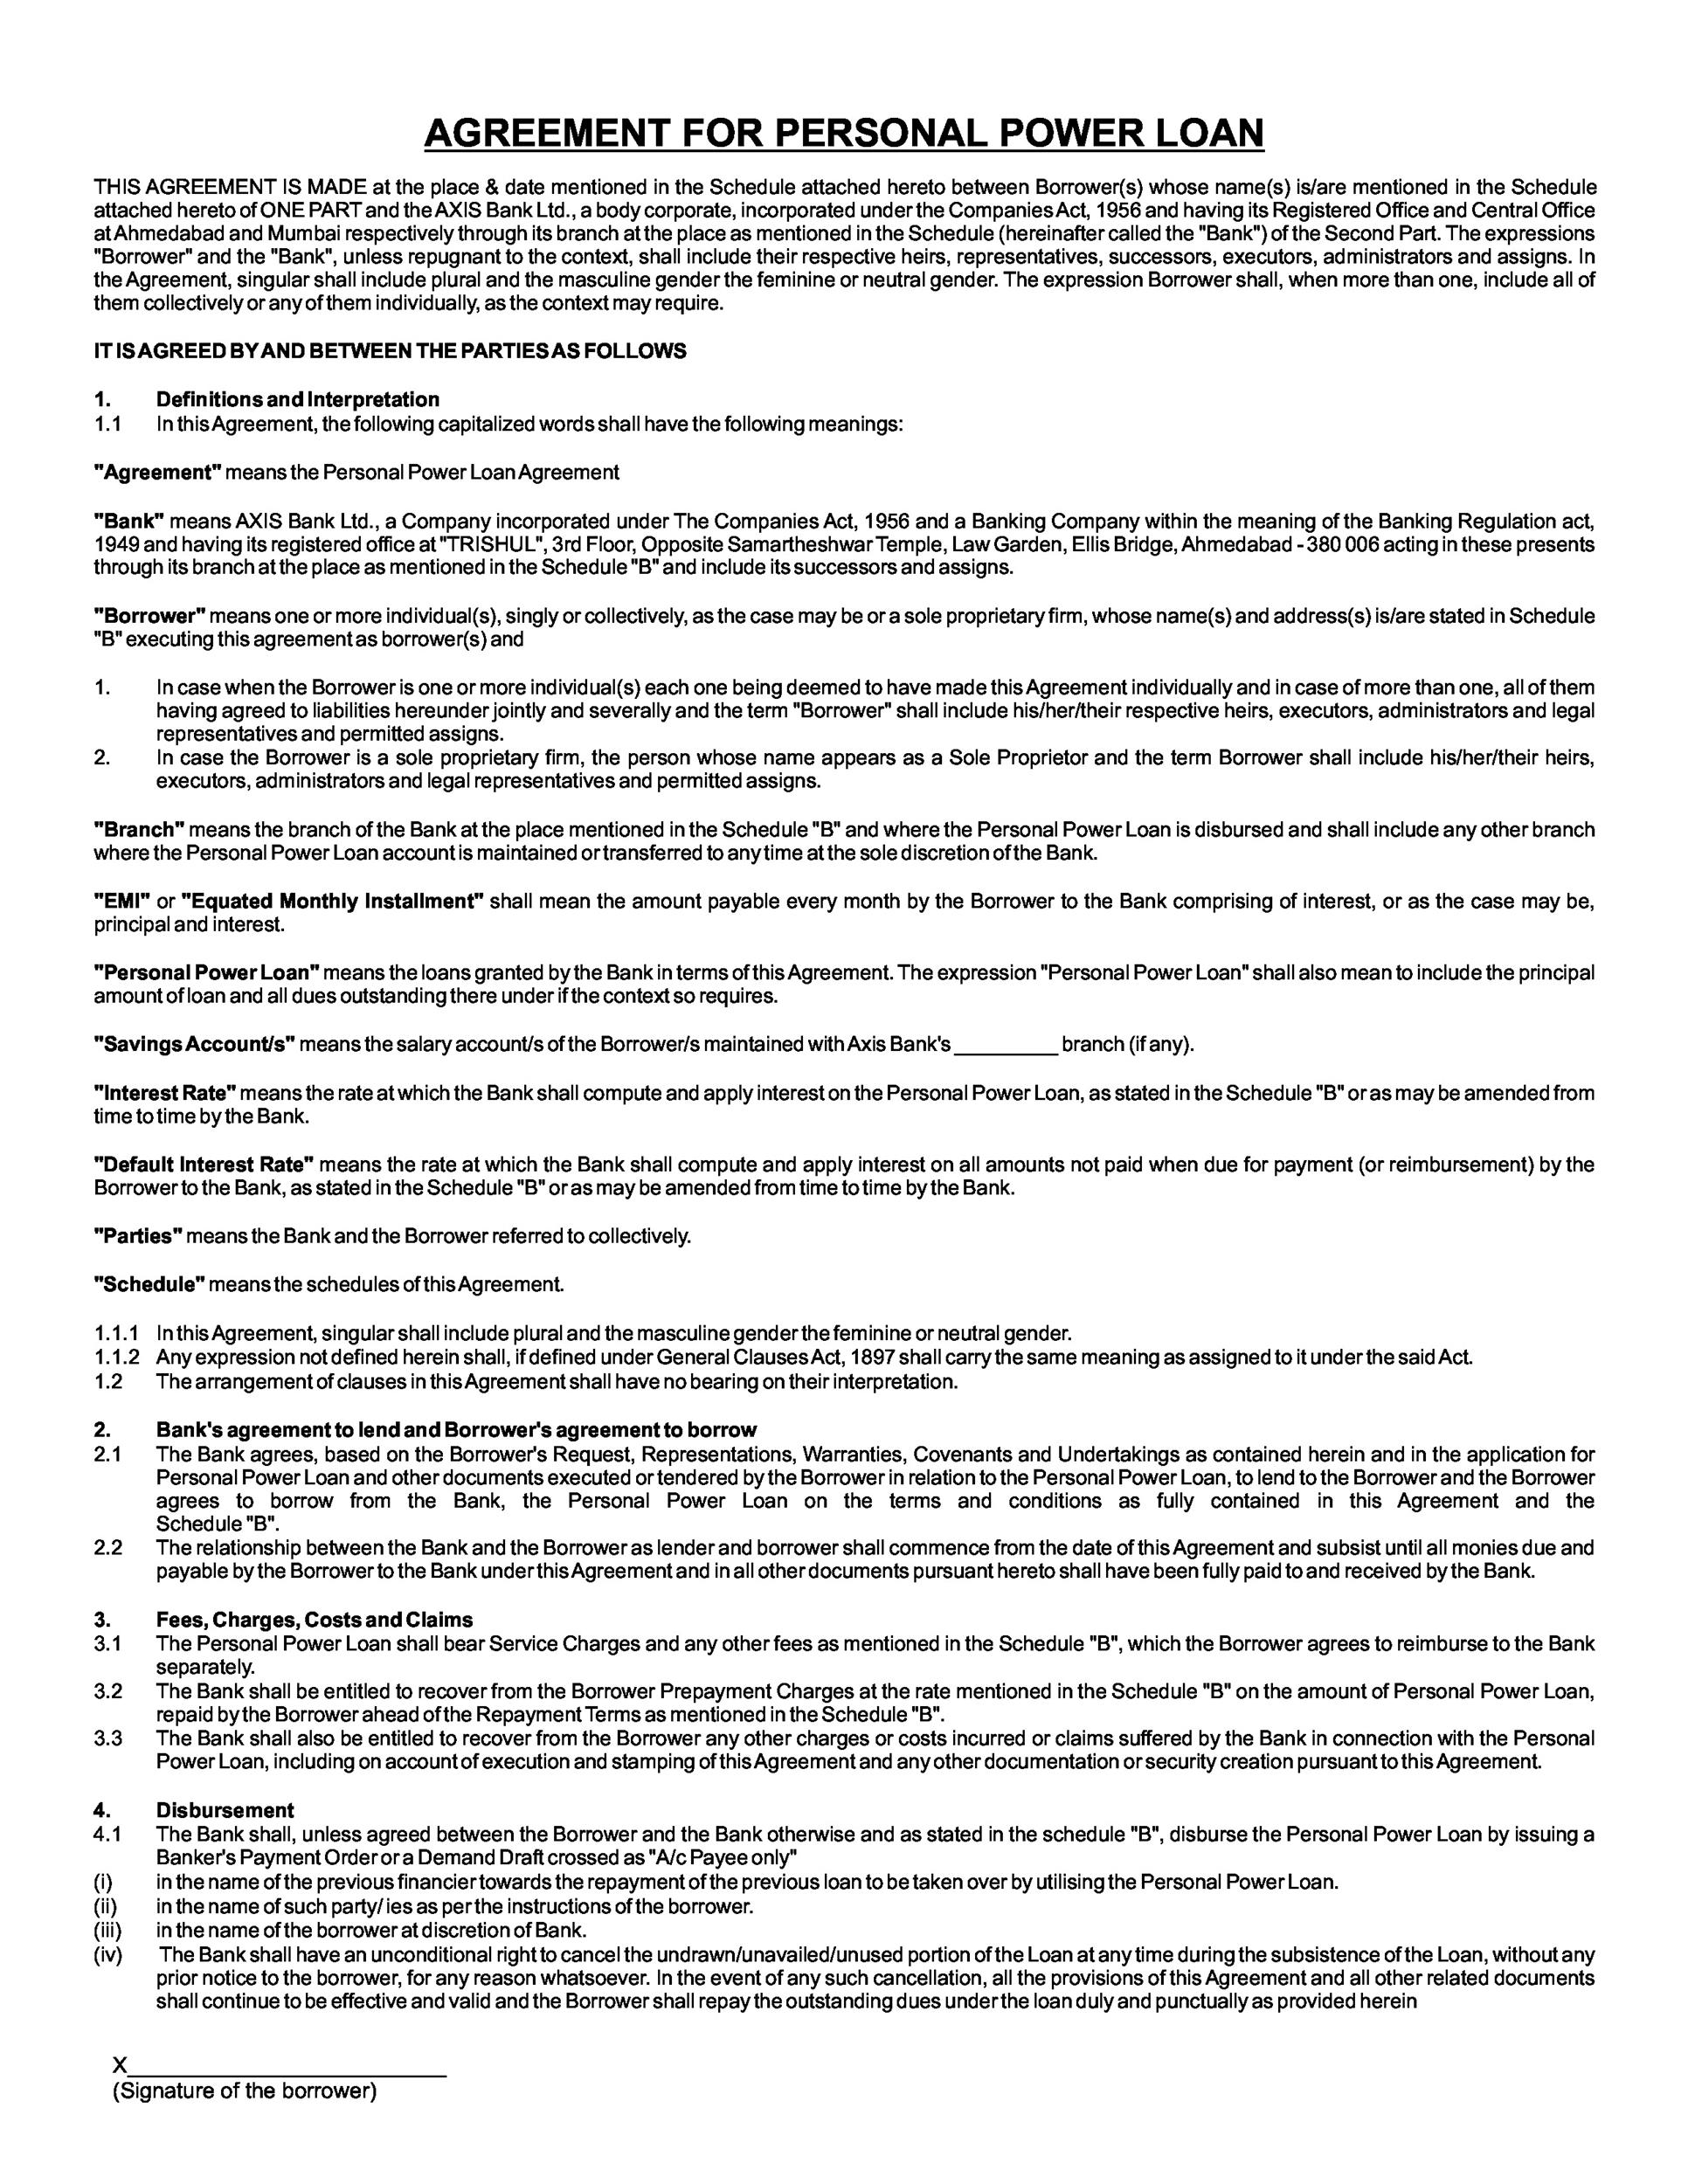 AGREEMENT FOR PERSONAL POWER LOAN
THIS AGREEMENT IS MADE at the place & date mentioned in the Schedule attached hereto between Borrower(s) whose name(s) is/are mentioned in the Schedule
attached hereto of ONE PART and the AXIS Bank Ltd., a body corporate, incorporated under the Companies Act, 1956 and having its Registered Office and Central Office
at Ahmedabad and Mumbai respectively through its branch at the place as mentioned in the Schedule (hereinafter called the "Bank") of the Second Part. The expressions
"Borrower" and the "Bank", unless repugnant to the context, shall include their respective heirs, representatives, successors, executors, administrators and assigns. In
the Agreement, singular shall include plural and the masculine gender the feminine or neutral gender. The expression Borrower shall, when more than one, include all of
them collectively or any of them individually, as the context may require.
IT IS AGREED BY AND BETWEEN THE PARTIES AS FOLLOWS
1. Definitions and Interpretation
1.1 In this Agreement, the following capitalized words shall have the following meanings:
"Agreement" means the Personal Power Loan Agreement
"Bank" means AXIS Bank Ltd., a Company incorporated under The Companies Act, 1956 and a Banking Company within the meaning of the Banking Regulation act,
1949 and having its registered office at "TRISHUL", 3rd Floor, Opposite Samartheshwar Temple, Law Garden, Ellis Bridge, Ahmedabad - 380 006 acting in these presents
through its branch at the place as mentioned in the Schedule "B" and include its successors and assigns.
"Borrower" means one or more individual(s), singly or collectively, as the case may be or a sole proprietary firm, whose name(s) and address(s) is/are stated in Schedule
"B" executing this agreement as borrower(s) and
1. In case when the Borrower is one or more individual(s) each one being deemed to have made this Agreement individually and in case of more than one, all of them
having agreed to liabilities hereunder jointly and severally and the term "Borrower" shall include his/her/their respective heirs, executors, administrators and legal
representatives and permitted assigns.
2. In case the Borrower is a sole proprietary firm, the person whose name appears as a Sole Proprietor and the term Borrower shall include his/her/their heirs,
executors, administrators and legal representatives and permitted assigns.
"Branch" means the branch of the Bank at the place mentioned in the Schedule "B" and where the Personal Power Loan is disbursed and shall include any other branch
where the Personal Power Loan account is maintained or transferred to any time at the sole discretion of the Bank.
"EMI" or "Equated Monthly Installment" shall mean the amount payable every month by the Borrower to the Bank comprising of interest, or as the case may be,
principal and interest.
"Personal Power Loan" means the loans granted by the Bank in terms of this Agreement. The expression "Personal Power Loan" shall also mean to include the principal
amount of loan and all dues outstanding there under if the context so requires.
"Savings Account/s" means the salary account/s of the Borrower/s maintained with Axis Bank's _________ branch (if any).
"Interest Rate" means the rate at which the Bank shall compute and apply interest on the Personal Power Loan, as stated in the Schedule "B" or as may be amended from
time to time by the Bank.
"Default Interest Rate" means the rate at which the Bank shall compute and apply interest on all amounts not paid when due for payment (or reimbursement) by the
Borrower to the Bank, as stated in the Schedule "B" or as may be amended from time to time by the Bank.
"Parties" means the Bank and the Borrower referred to collectively.
"Schedule" means the schedules of this Agreement.
1.1.1 In this Agreement, singular shall include plural and the masculine gender the feminine or neutral gender.
1.1.2 Any expression not defined herein shall, if defined under General Clauses Act, 1897 shall carry the same meaning as assigned to it under the said Act.
1.2 The arrangement of clauses in this Agreement shall have no bearing on their interpretation.
2. Bank's agreement to lend and Borrower's agreement to borrow
2.1 The Bank agrees, based on the Borrower's Request, Representations, Warranties, Covenants and Undertakings as contained herein and in the application for
Personal Power Loan and other documents executed or tendered by the Borrower in relation to the Personal Power Loan, to lend to the Borrower and the Borrower
agrees to borrow from the Bank, the Personal Power Loan on the terms and conditions as fully contained in this Agreement and the
Schedule "B".
2.2 The relationship between the Bank and the Borrower as lender and borrower shall commence from the date of this Agreement and subsist until all monies due and
payable by the Borrower to the Bank under this Agreement and in all other documents pursuant hereto shall have been fully paid to and received by the Bank.
3. Fees, Charges, Costs and Claims
3.1 The Personal Power Loan shall bear Service Charges and any other fees as mentioned in the Schedule "B", which the Borrower agrees to reimburse to the Bank
separately.
3.2 The Bank shall be entitled to recover from the Borrower Prepayment Charges at the rate mentioned in the Schedule "B" on the amount of Personal Power Loan,
repaid by the Borrower ahead of the Repayment Terms as mentioned in the Schedule "B".
3.3 The Bank shall also be entitled to recover from the Borrower any other charges or costs incurred or claims suffered by the Bank in connection with the Personal
Power Loan, including on account of execution and stamping of this Agreement and any other documentation or security creation pursuant to this Agreement.
4. Disbursement
4.1 The Bank shall, unless agreed between the Borrower and the Bank otherwise and as stated in the schedule "B", disburse the Personal Power Loan by issuing a
Banker's Payment Order or a Demand Draft crossed as "A/c Payee only"
(i) in the name of the previous financier towards the repayment of the previous loan to be taken over by utilising the Personal Power Loan.
(ii) in the name of such party/ ies as per the instructions of the borrower.
(iii) in the name of the borrower at discretion of Bank.
(iv) The Bank shall have an unconditional right to cancel the undrawn/unavailed/unused portion of the Loan at any time during the subsistence of the Loan, without any
prior notice to the borrower, for any reason whatsoever. In the event of any such cancellation, all the provisions of this Agreement and all other related documents
shall continue to be effective and valid and the Borrower shall repay the outstanding dues under the loan duly and punctually as provided herein
X__________________________
(Signature of the borrower)